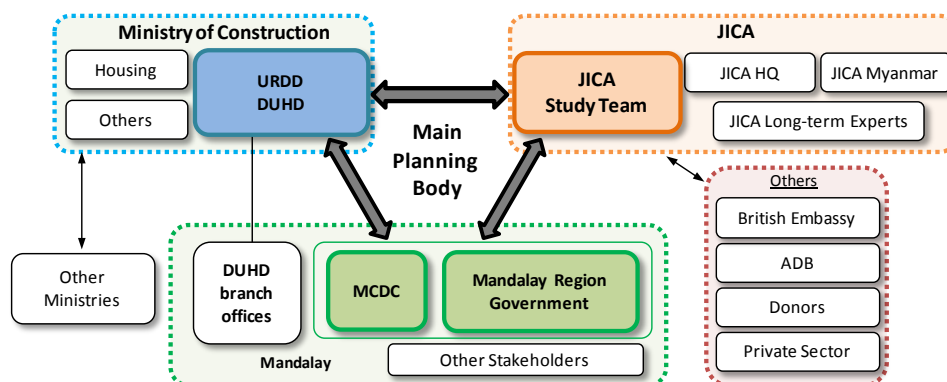 Ministry of Construction
Housing
Others
URRD
DUHD
JICA
JICA
Study Team
JICA HQ
JICA Myanmar
JICA Long-term Experts
Main
Planning
Body
Others
British Embassy
ADB
Donors
Private Sector
Other
Ministries
DUHD
branch
offices
MCDC
Mandalay Region
Government
Mandalay
Other Stakeholders